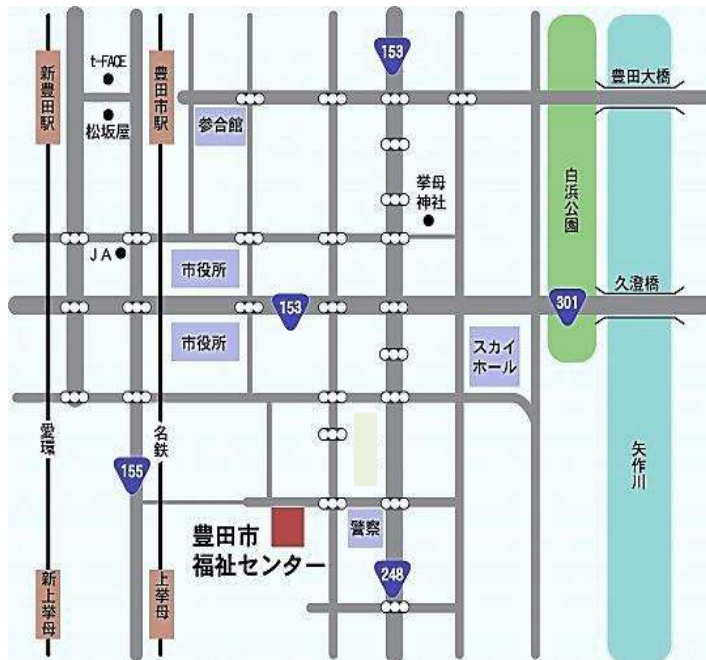 153
t-FACE
新豊田駅
豊田市駅
豊田大橋
松坂屋
参合館
白浜公園
挙母
神社
JA
市役所
久澄橋
153
301
市役所
スカイ
ホール
愛環
名鉄
155
矢作川
豊田市
福祉センター
警察
新上挙母
上挙母
248